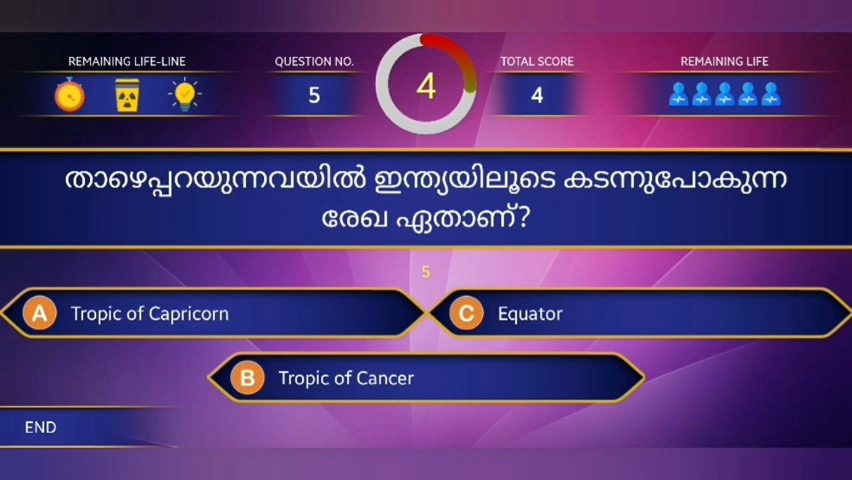 REMAINING LIFE-LINE
QUESTION NO.
5
4
TOTAL SCORE
4
REMAINING LIFE
താഴെപ്പറയുന്നവയിൽ ഇന്ത്യയിലൂടെ കടന്നുപോകുന്ന
രേഖ ഏതാണ്?
5
A Tropic of Capricorn
C Equator
B Tropic of Cancer
END